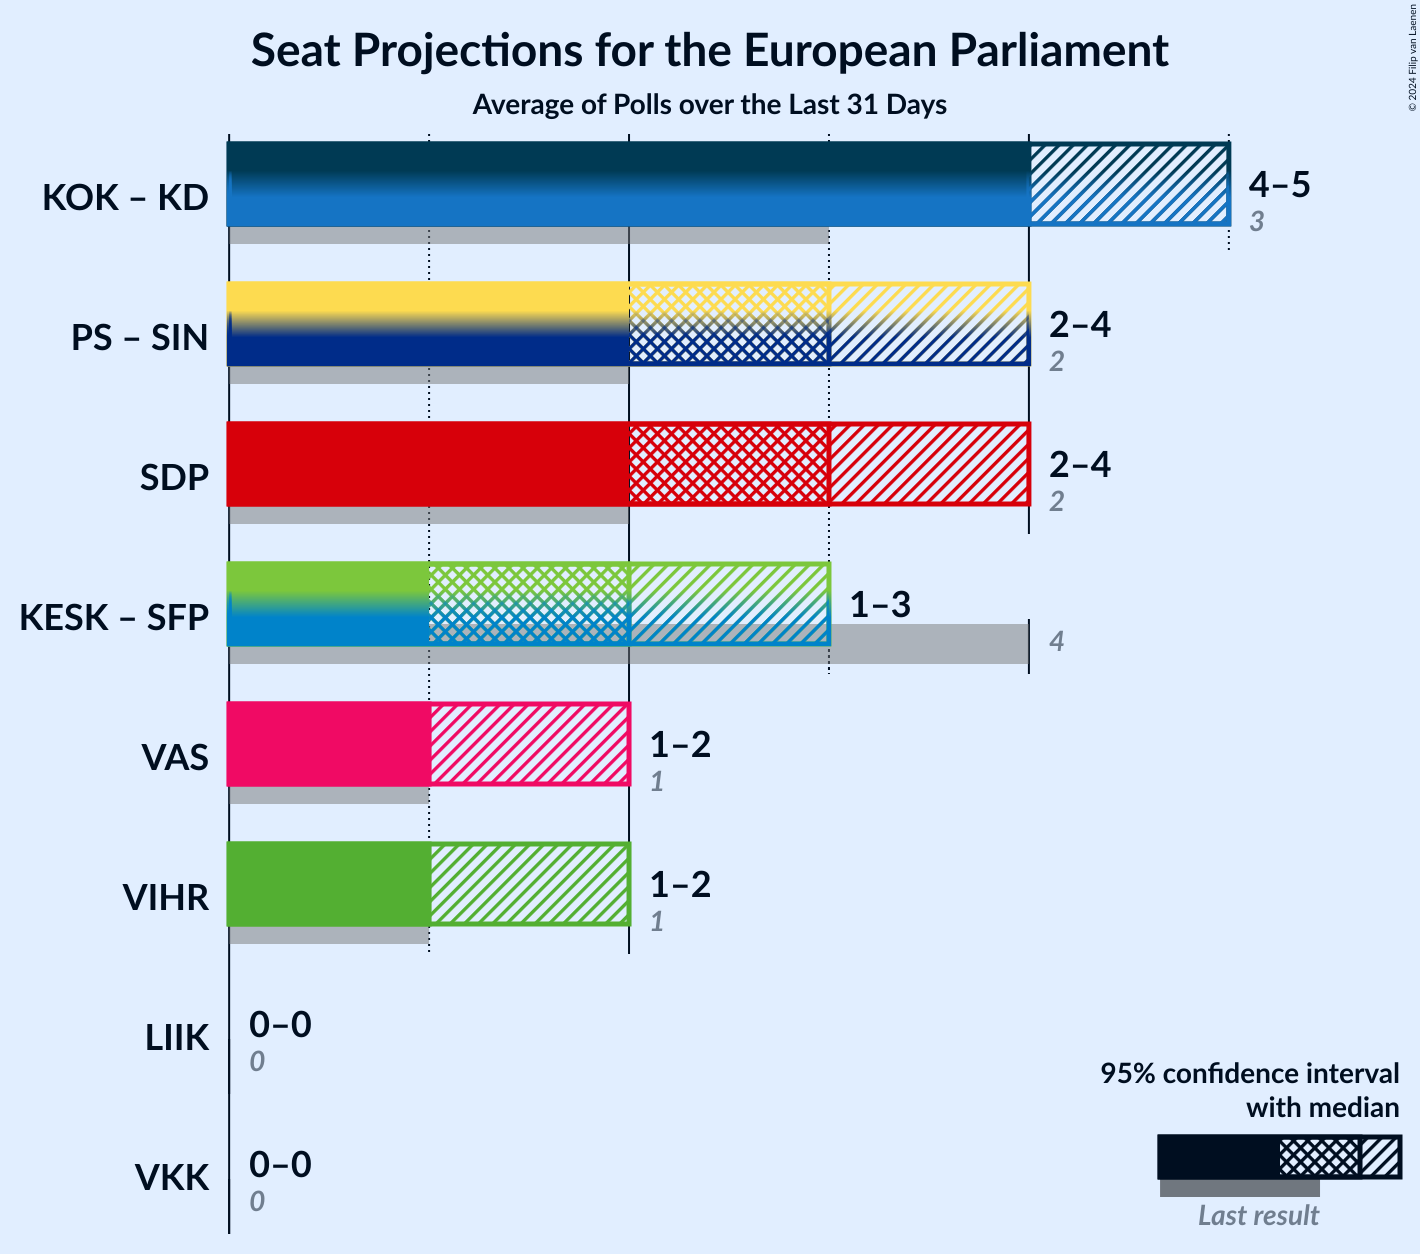 Seat Projections for the European Parliament
Average of Polls over the Last 31 Days
© 2024 Filip van Laenen
KOK – KD
4–5
3
PS – SIN
2–4
2
SDP
2–4
2
KESK – SFP
1–3
4
VAS
1–2
1
VIHR
1–2
1
LIIK
0–0
0
VKK
0–0
0
95% confidence interval
with median
Last result